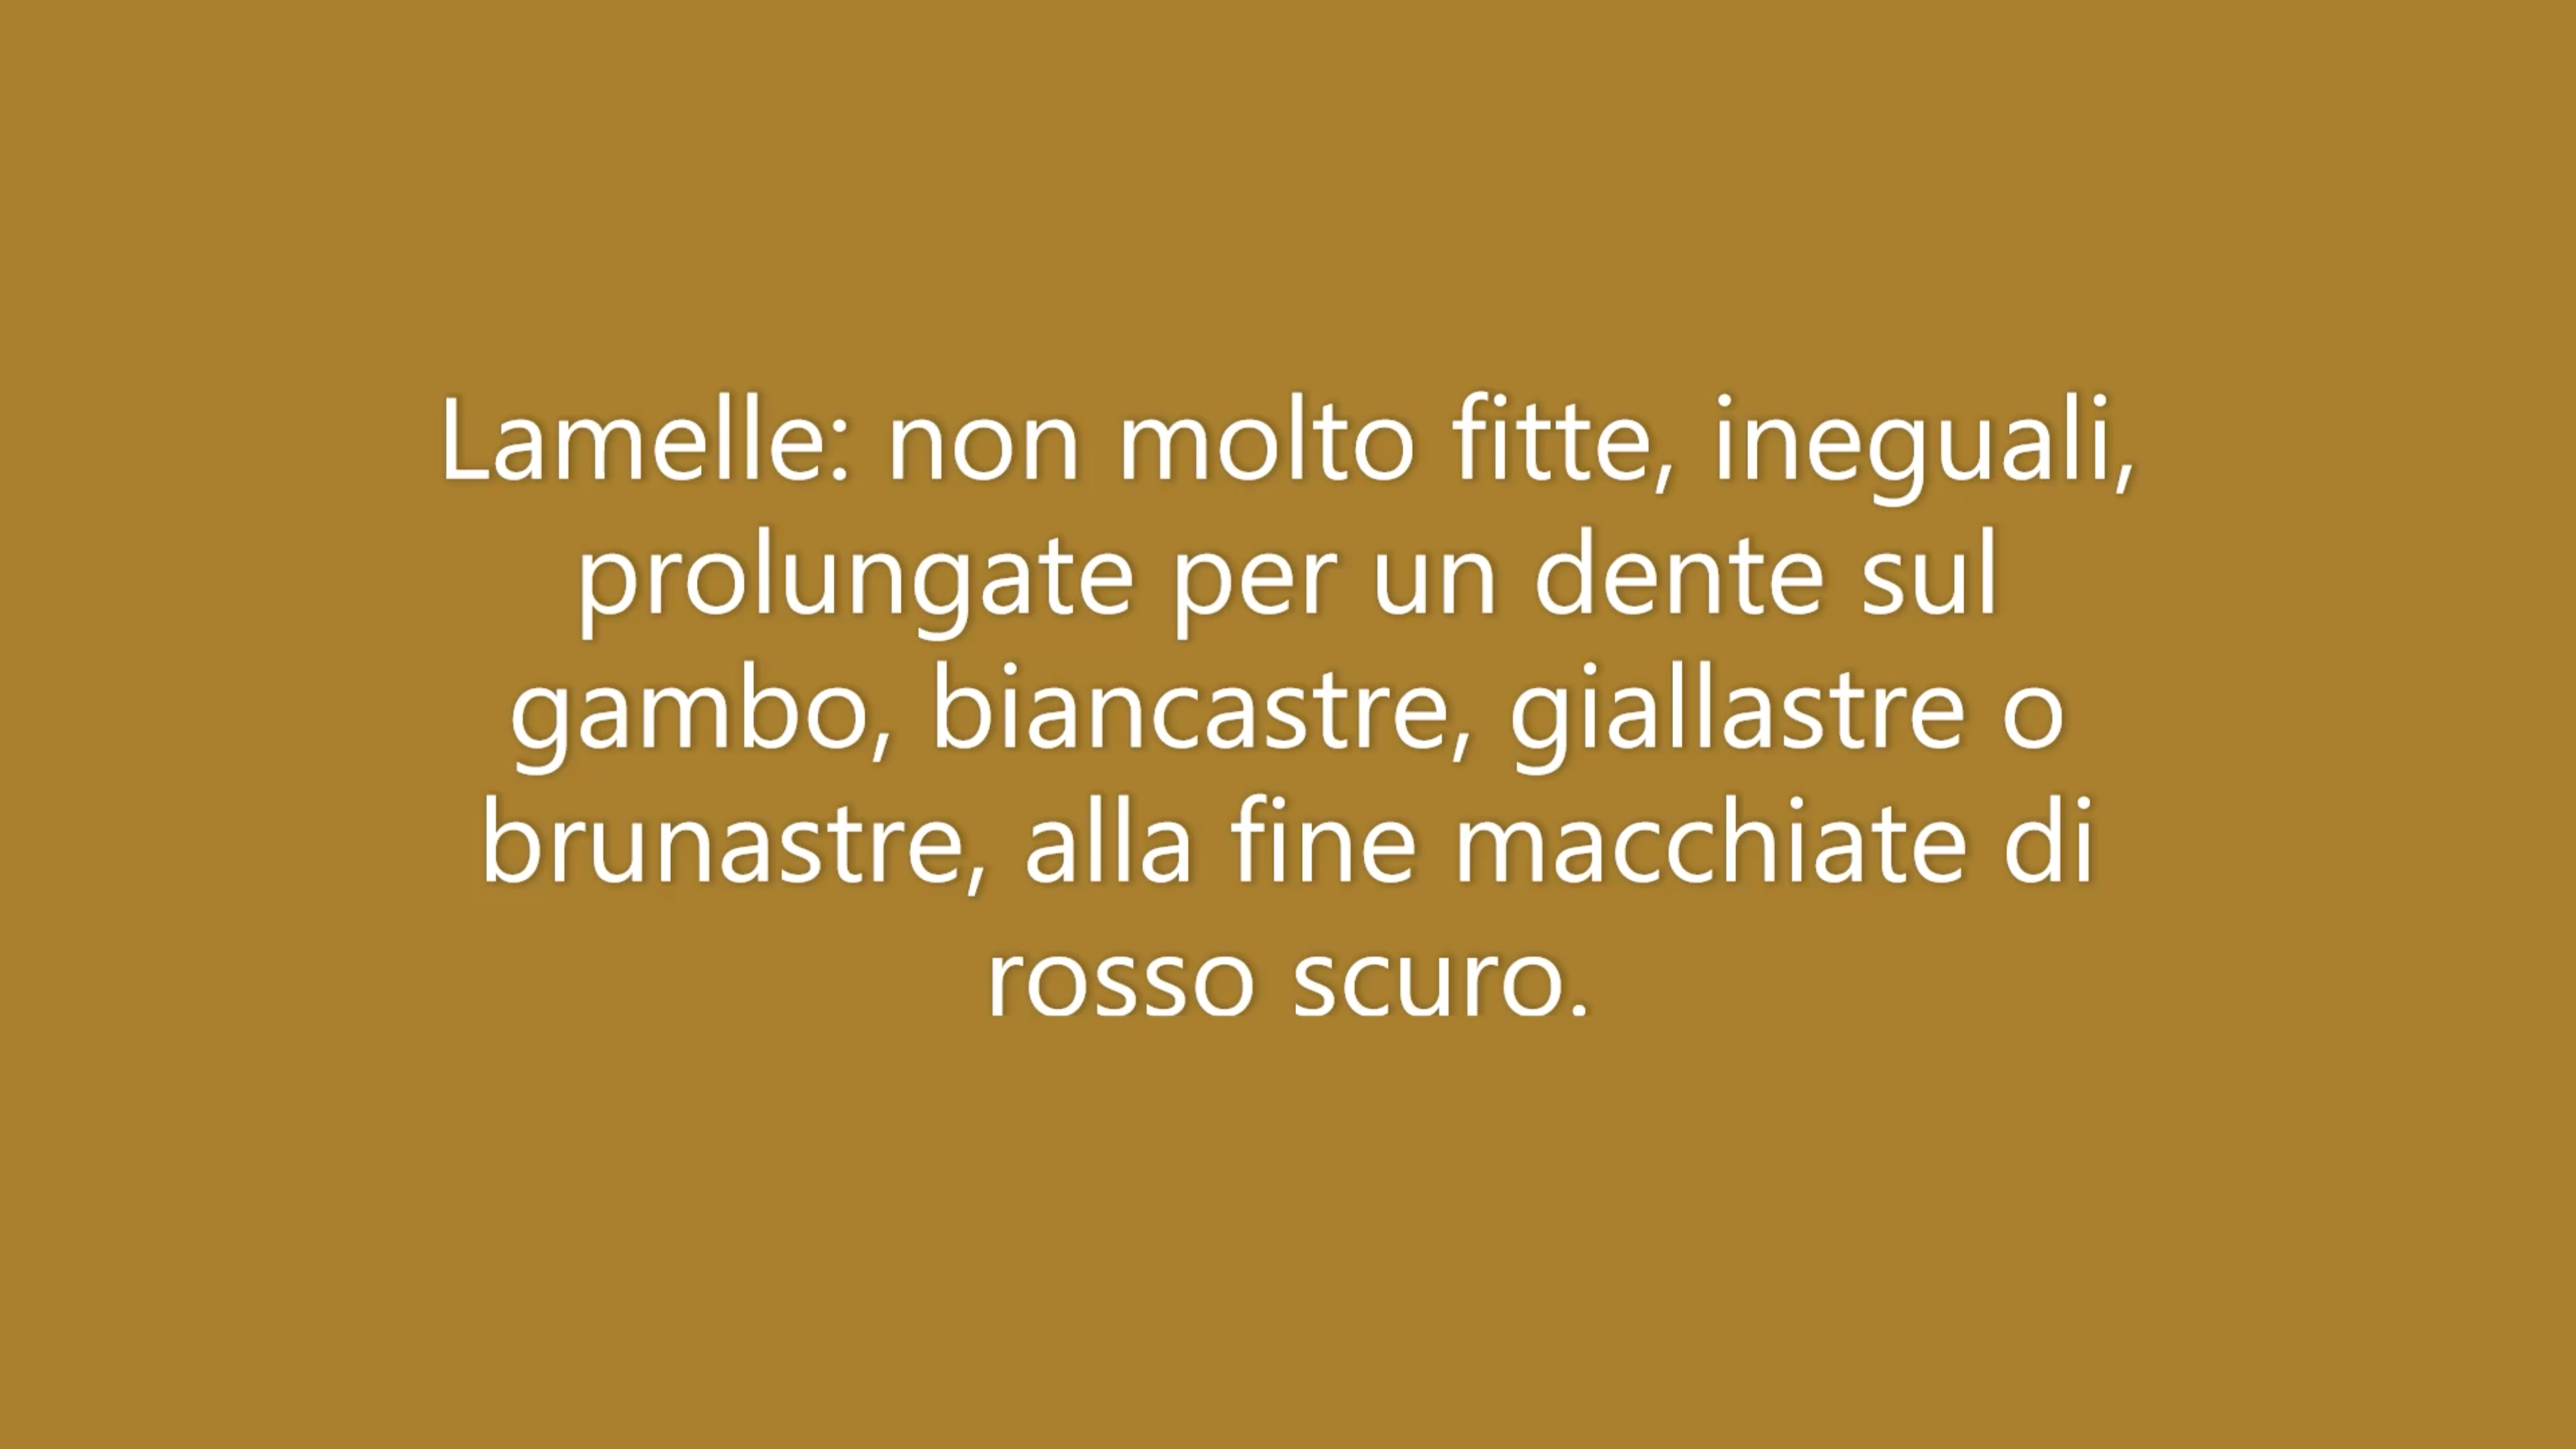 Lamelle: non molto fitte, ineguali,
prolungate per un dente sul
gambo, biancastre, giallastre o
brunastre, alla fine macchiate di
rosso scuro.